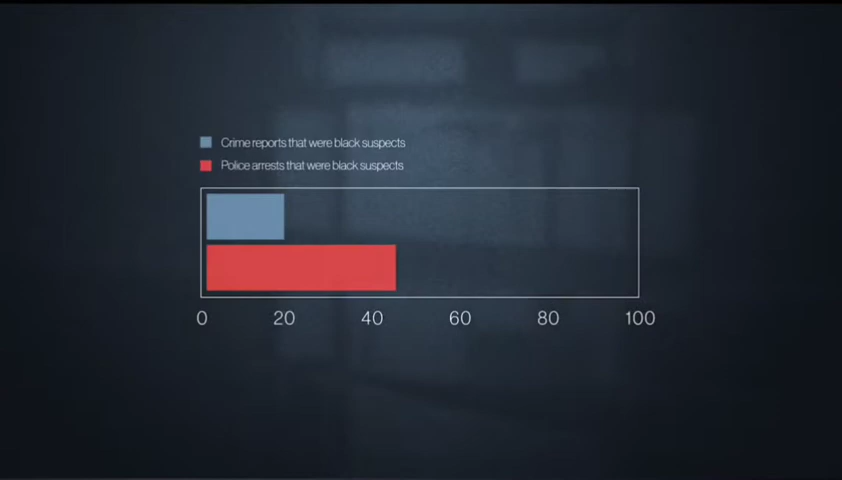 Crime reports that were black suspects
Police arrests that were black suspects
0 20 40 60 80 100